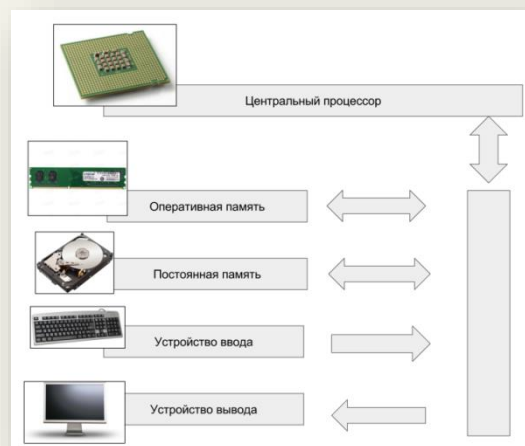 Центральный процессор
Оперативная память
Постоянная память
Устройство ввода
Устройство вывода